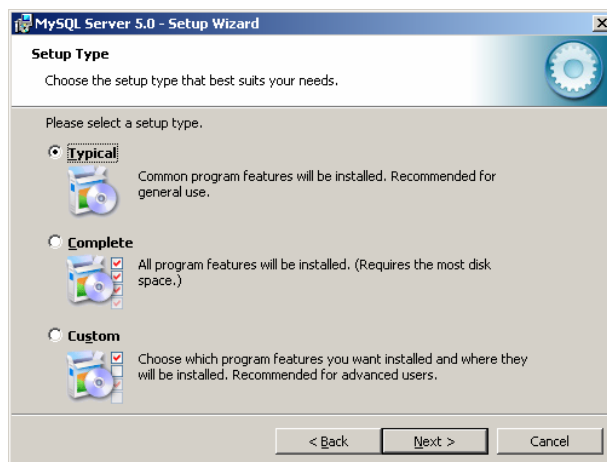 MySQL Server 5.0 - Setup Wizard
Setup Type
Choose the setup type that best suits your needs.
Please select a setup type.
Typical
Common program features will be installed. Recommended for
general use.
Complete
All program features will be installed. (Requires the most disk
space.)
Custom
Choose which program features you want installed and where they
will be installed. Recommended for advanced users.
< Back Next > Cancel